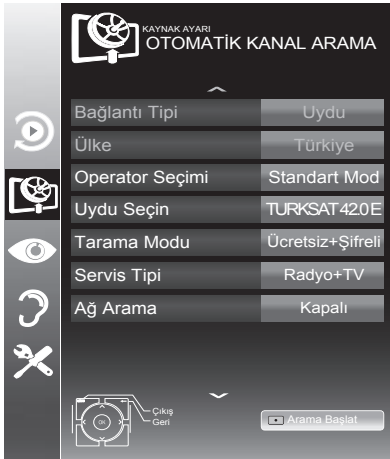 KAYNAK AYARI
OTOMATİK KANAL ARAMA
Bağlantı Tipi Uydu
Ülke Türkiye
Operator Seçimi Standart Mod
Uydu Seçin TURKSAT 42.0 E
Tarama Modu Ücretsiz+Şifreli
Servis Tipi Radyo+TV
Ağ Arama Kapalı
OK
Çıkış
Geri
Arama Başlat